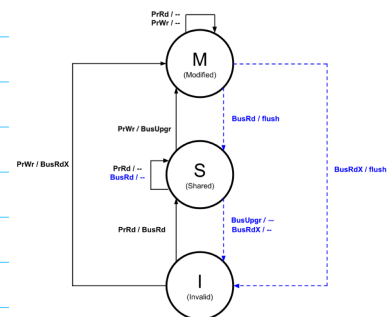 PrRd / --
PrWr / --
M
(Modified)
BusRd / flush
PrWr / BusUpgr
PrWr / BusRdX
PrRd / --
BusRd / --
S
(Shared)
BusRdX / flush
BusUpgr / --
BusRdX / --
PrRd / BusRd
I
(Invalid)